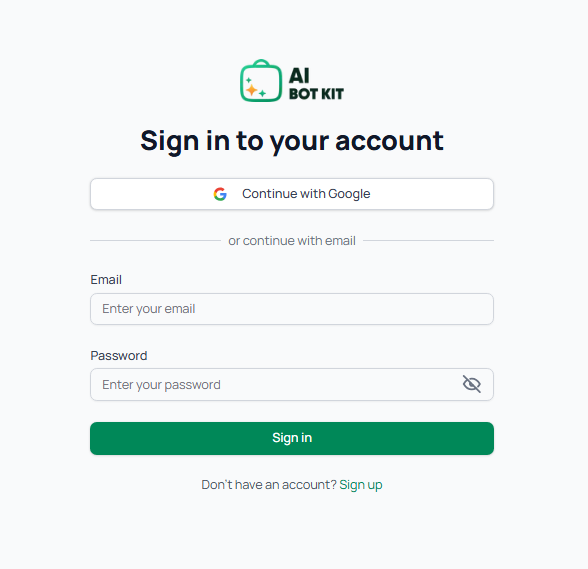 AI
BOT KIT
Sign in to your account
Continue with Google
or continue with email
Email
Enter your email
Password
Enter your password
Sign in
Don't have an account? Sign up